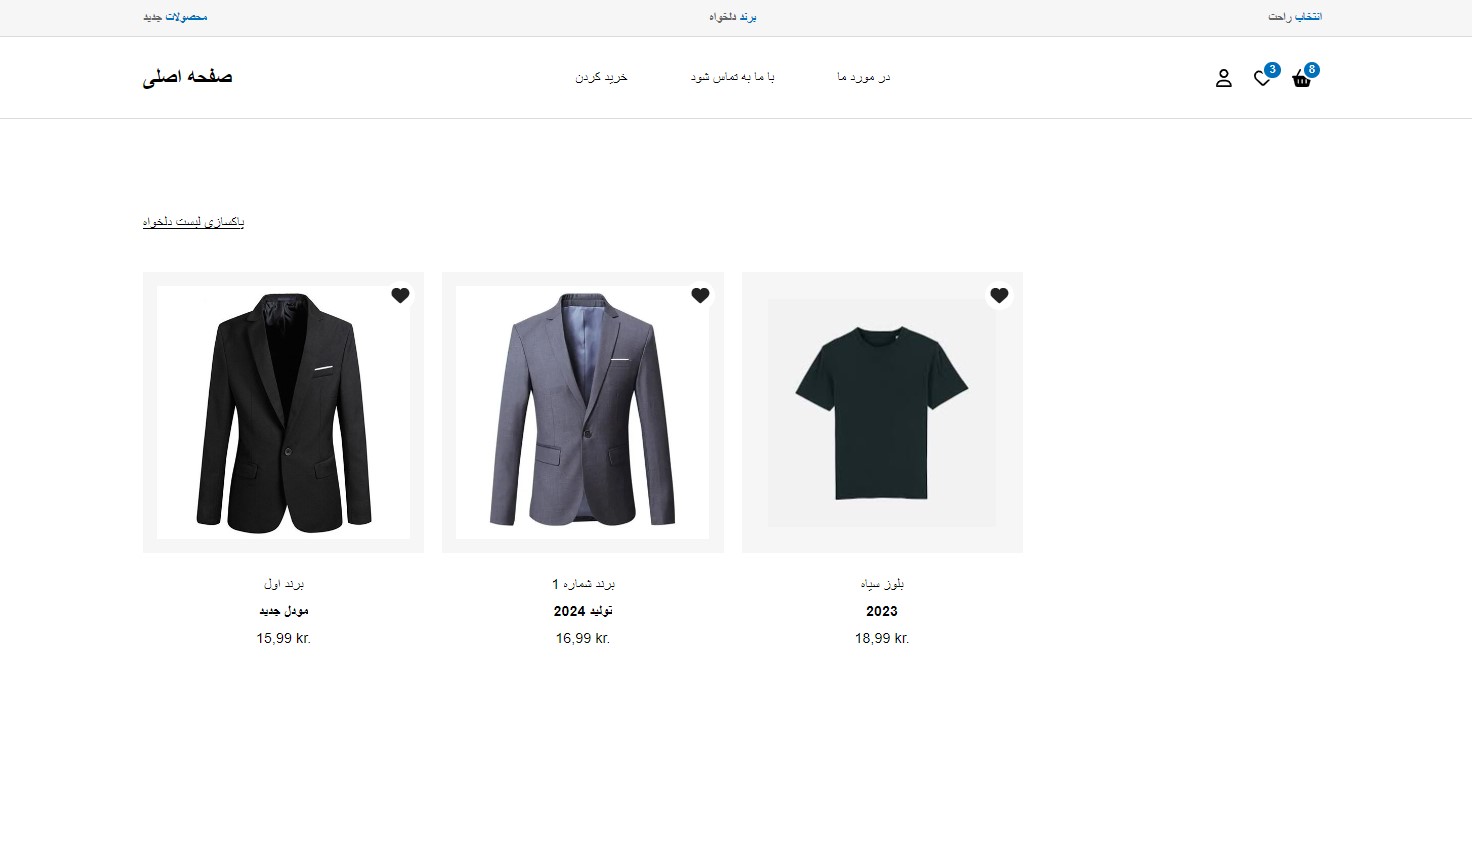 محصولات جدید
برند دلخواه
انتخاب راحت
صفحه اصلی
خرید کردن
با ما به تماس شود
در مورد ما
3
8
پاکسازی لیست دلخواه
برند اول
مودل جدید
15,99 kr.
برند شماره 1
تولید 2024
16,99 kr.
بلوز سیاه
2023
18,99 kr.